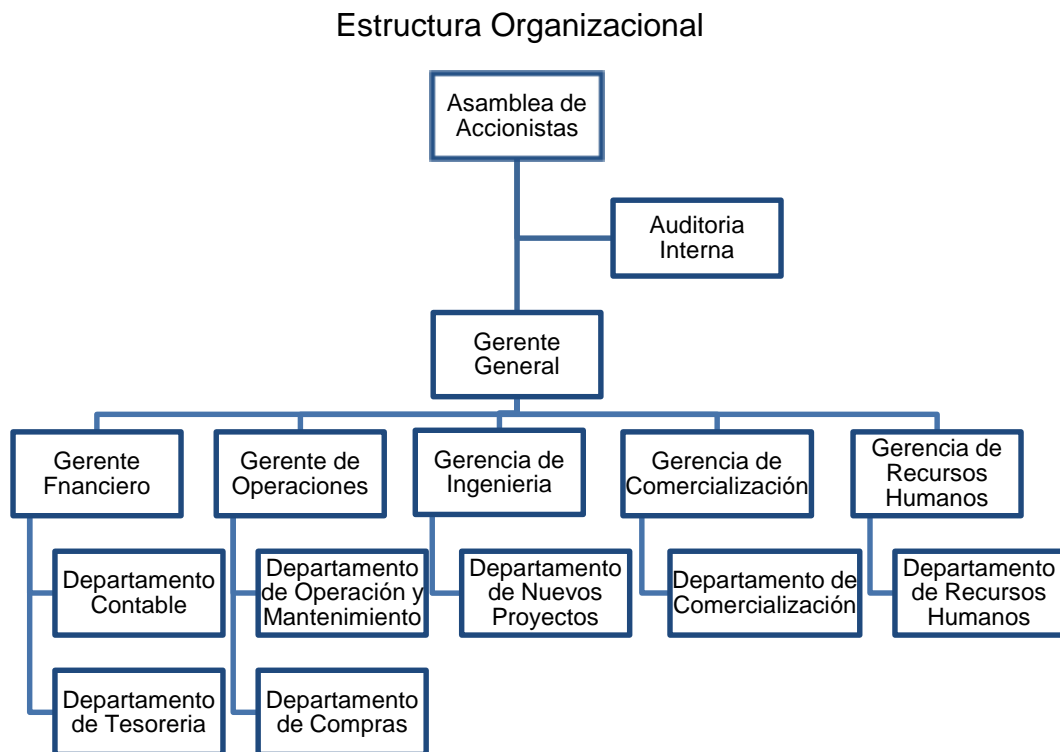 Estructura Organizacional
Asamblea de
Accionistas
Auditoria
Interna
Gerente
General
Gerente
Fnanciero
Gerente de
Operaciones
Gerencia de
Ingenieria
Gerencia de
Comercialización
Gerencia de
Recursos
Humanos
Departamento
Contable
Departamento
de Operación y
Mantenimiento
Departamento
de Nuevos
Proyectos
Departamento de
Comercialización
Departamento
de Recursos
Humanos
Departamento
de Tesoreria
Departamento
de Compras